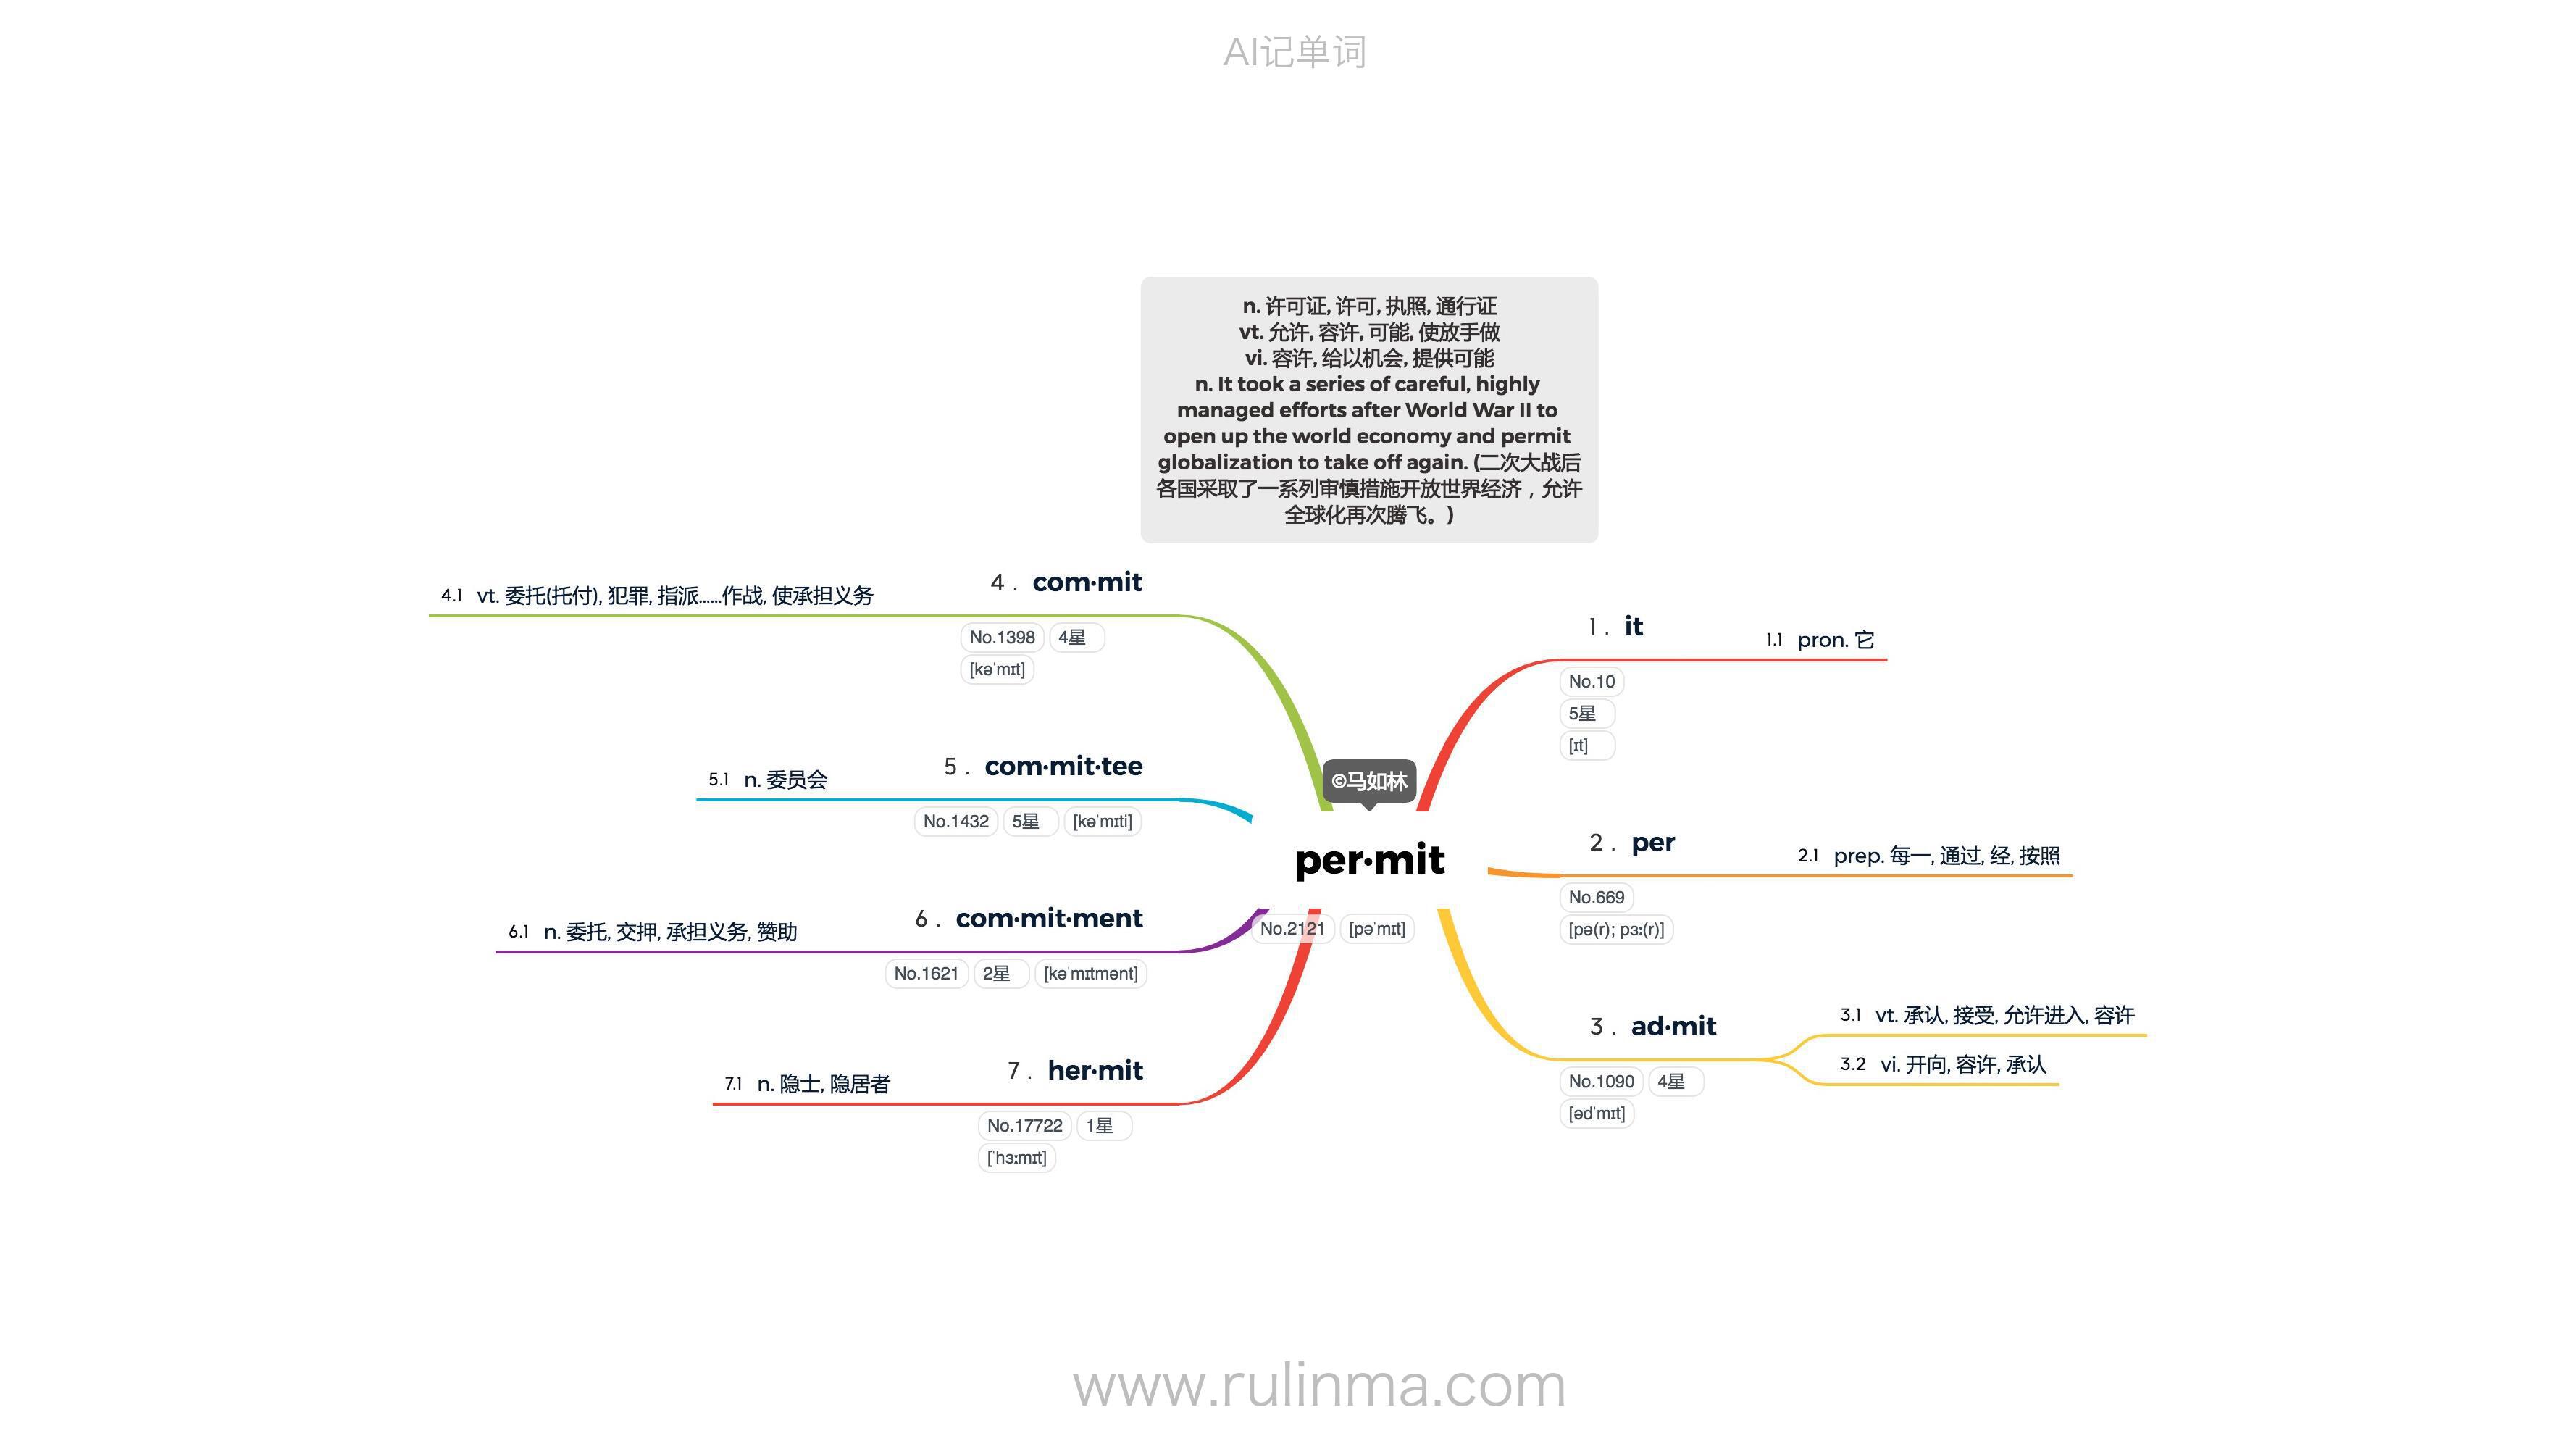 AI记单词
n. 许可证, 许可, 执照, 通行证
vt. 允许, 容许, 可能, 使放手做
vi. 容许, 给以机会, 提供可能
n. It took a series of careful, highly
managed efforts after World War II to
open up the world economy and permit
globalization to take off again. (二次大战后
各国采取了一系列审慎措施开放世界经济，允许
全球化再次腾飞。)
©马如林
per·mit
No.2121 [pəˈmɪt]
1 . it
1.1 pron. 它
No.10
5星
[ɪt]
2 . per
2.1 prep. 每一, 通过, 经, 按照
No.669
[pə(r); pɜː(r)]
3 . ad·mit
3.1 vt. 承认, 接受, 允许进入, 容许
3.2 vi. 开向, 容许, 承认
No.1090 4星
[ədˈmɪt]
4 . com·mit
4.1 vt. 委托(托付), 犯罪, 指派……作战, 使承担义务
No.1398 4星
[kəˈmɪt]
5 . com·mit·tee
5.1 n. 委员会
No.1432 5星 [kəˈmɪti]
6 . com·mit·ment
6.1 n. 委托, 交押, 承担义务, 赞助
No.1621 2星 [kəˈmɪtmənt]
7 . her·mit
7.1 n. 隐士, 隐居者
No.17722 1星
[ˈhɜːmɪt]
www.rulinma.com